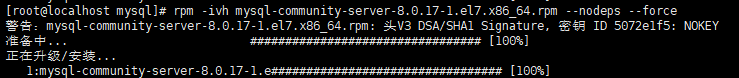 [root@localhost mysql]# rpm -ivh mysql-community-server-8.0.17-1.el7.x86_64.rpm --nodeps --force
警告：mysql-community-server-8.0.17-1.el7.x86_64.rpm: 头V3 DSA/SHA1 Signature, 密钥 ID 5072e1f5: NOKEY
准备中... ################################# [100%]
正在升级/安装...
1:mysql-community-server-8.0.17-1.e################################# [100%]